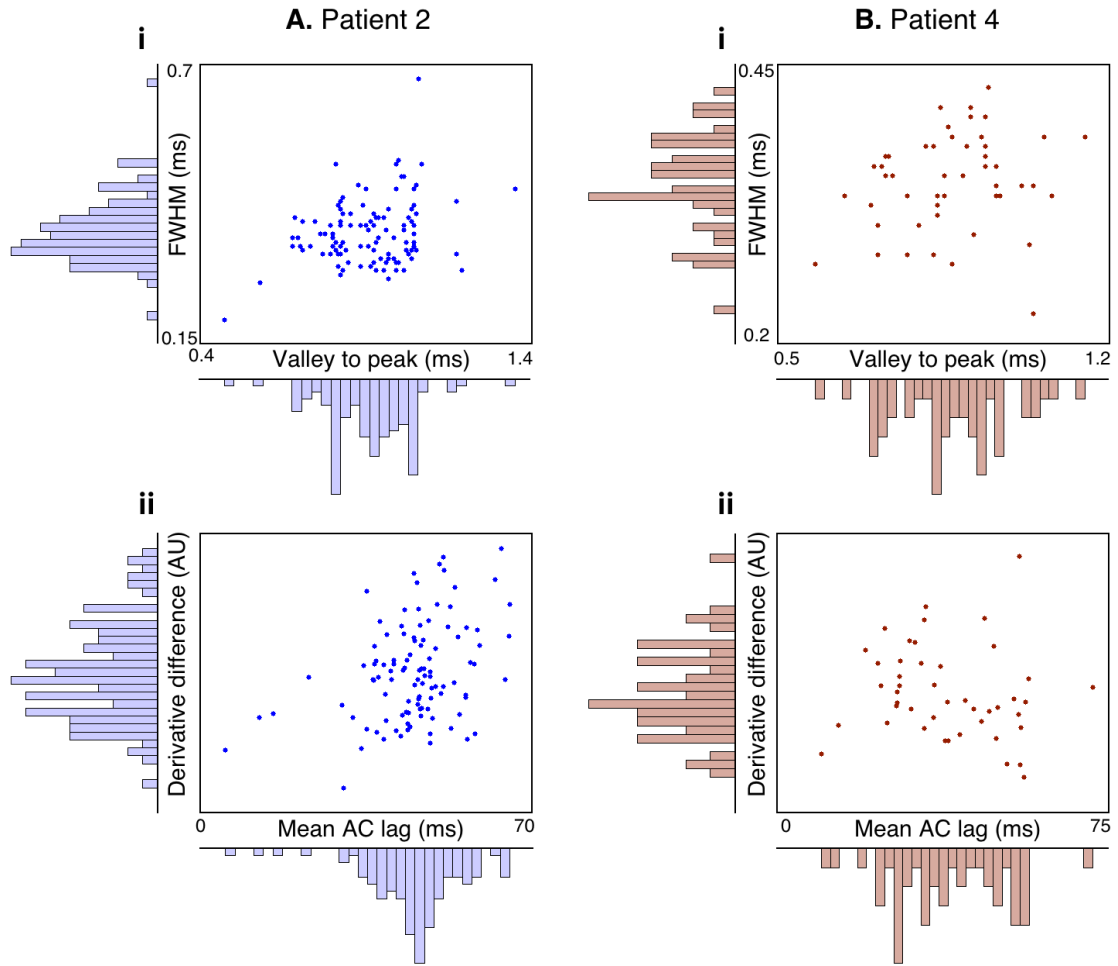 A. Patient 2
B. Patient 4
i
i
0.7
FWHM (ms)
0.15
0.4
Valley to peak (ms)
1.4
0.45
FWHM (ms)
0.2
0.5
Valley to peak (ms)
1.2
ii
ii
Derivative difference (AU)
0
Mean AC lag (ms)
70
Derivative difference (AU)
0
Mean AC lag (ms)
75